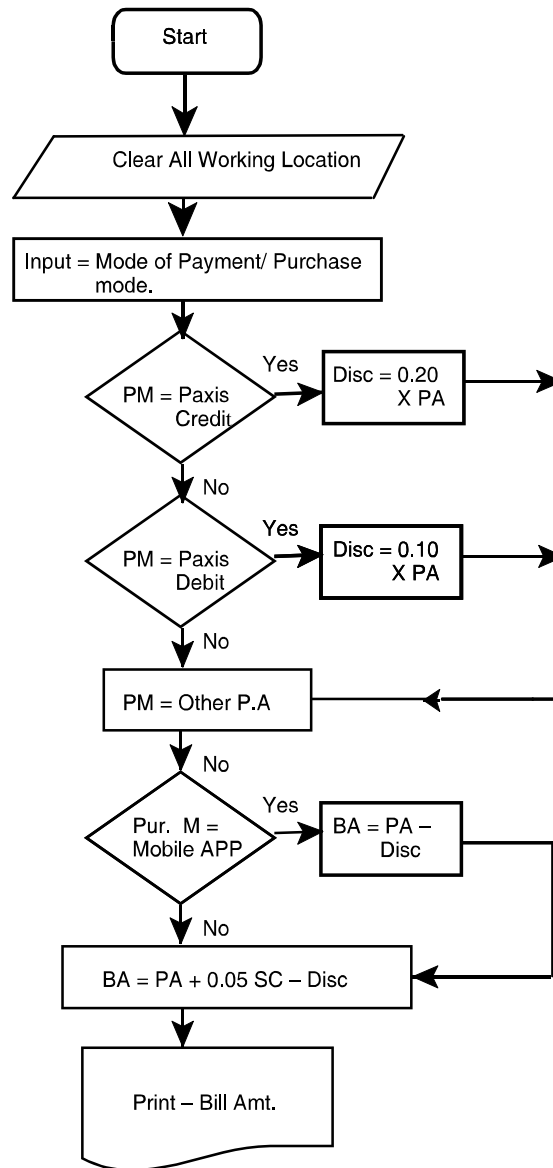 Start
Clear All Working Location
Input = Mode of Payment/ Purchase
mode.
PM = Paxis
Credit
Yes
Disc = 0.20
X PA
No
PM = Paxis
Debit
Yes
Disc = 0.10
X PA
No
PM = Other P.A
No
Pur. M =
Mobile APP
Yes
BA = PA –
Disc
No
BA = PA + 0.05 SC – Disc
Print – Bill Amt.